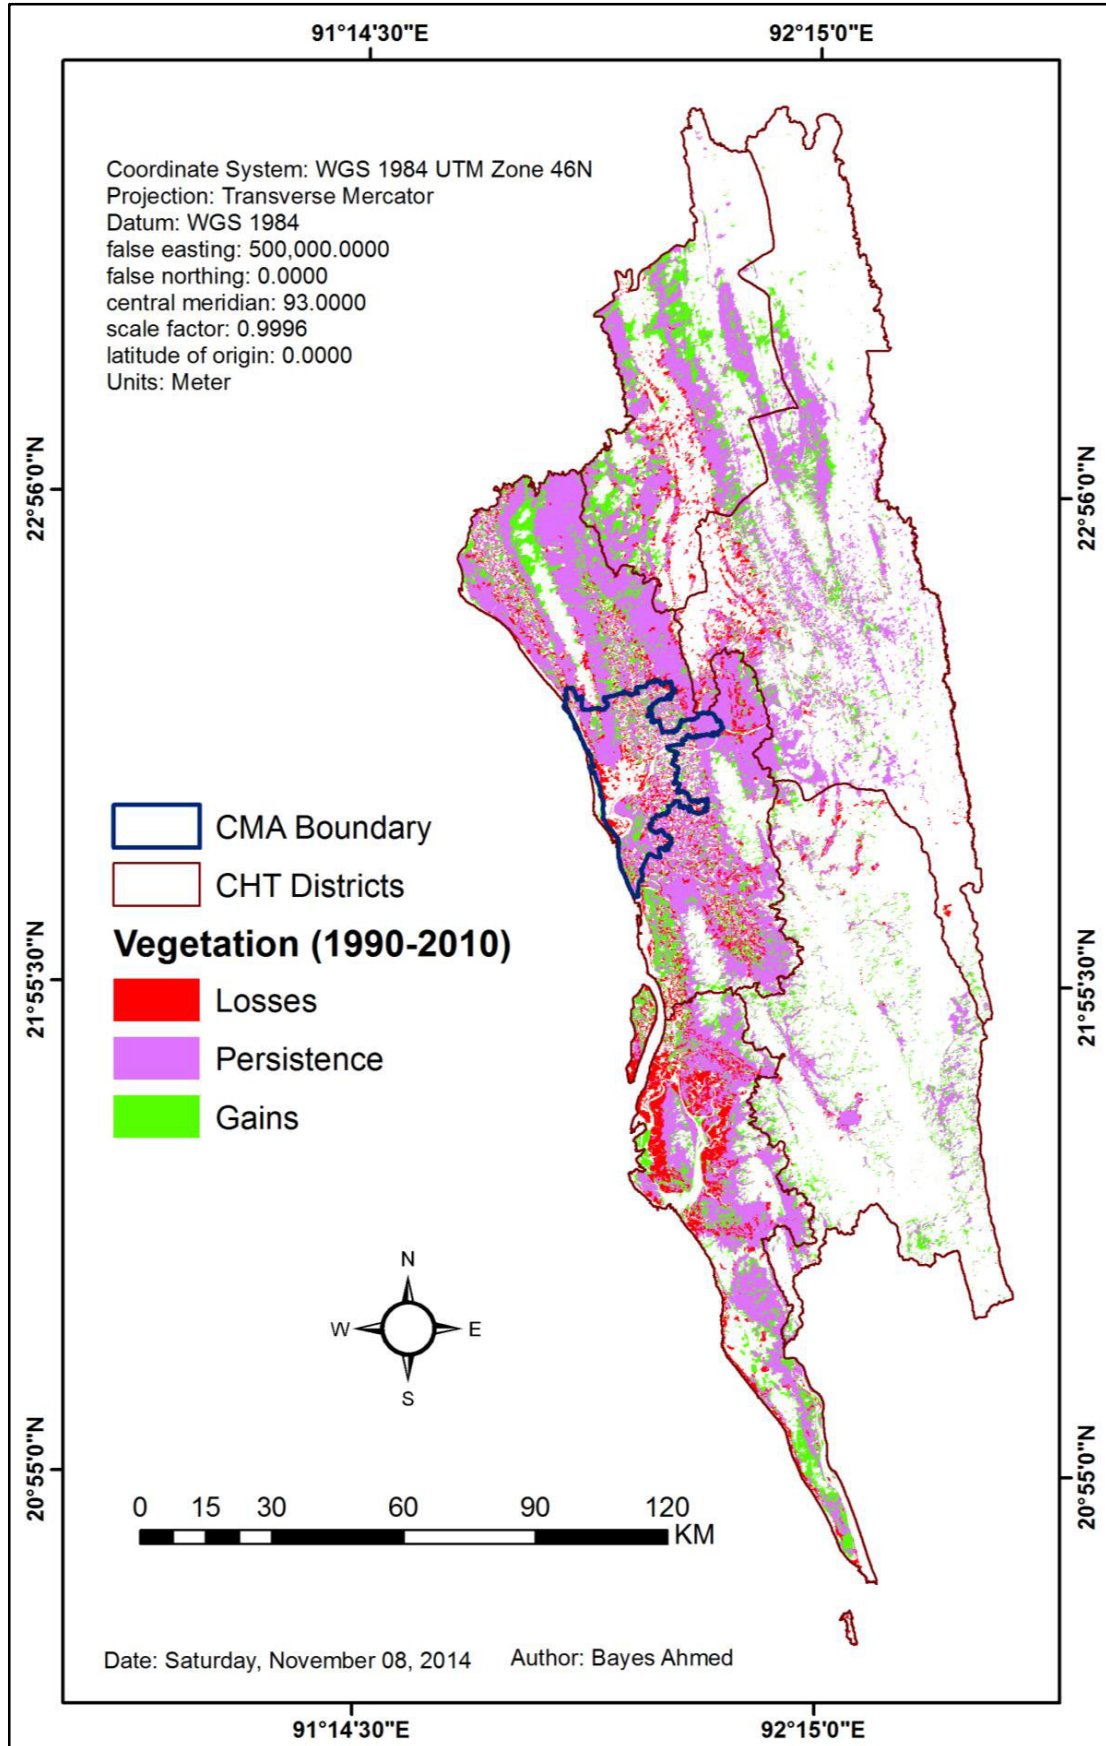 91°14'30"E 92°15'0"E
Coordinate System: WGS 1984 UTM Zone 46N
Projection: Transverse Mercator
Datum: WGS 1984
false easting: 500,000.0000
false northing: 0.0000
central meridian: 93.0000
scale factor: 0.9996
latitude of origin: 0.0000
Units: Meter
22°56'0"N 22°56'0"N
CMA Boundary
CHT Districts
Vegetation (1990-2010)
21°55'30"N 21°55'30"N
Losses
Persistence
Gains
N
W E
S
20°55'0"N 20°55'0"N
0 15 30 60 90 120
KM
Date: Saturday, November 08, 2014 Author: Bayes Ahmed
91°14'30"E 92°15'0"E